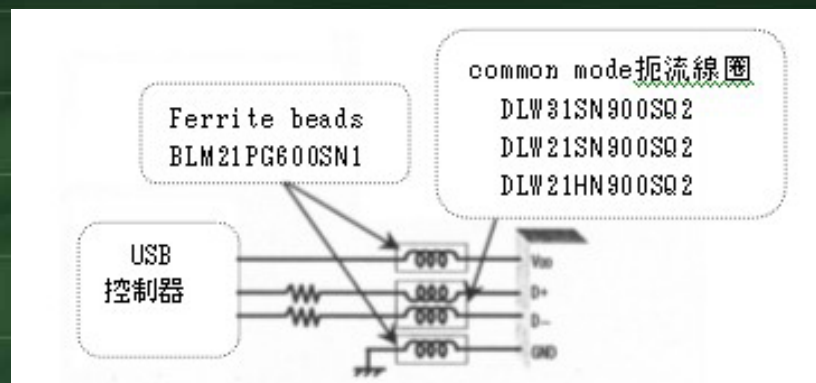 common mode扼流線圈
DLW31SN900SQ2
DLW21SN900SQ2
DLW21HN900SQ2
Ferrite beads
BLM21PG600SN1
USB
控制器
VDD
D+
D-
GND